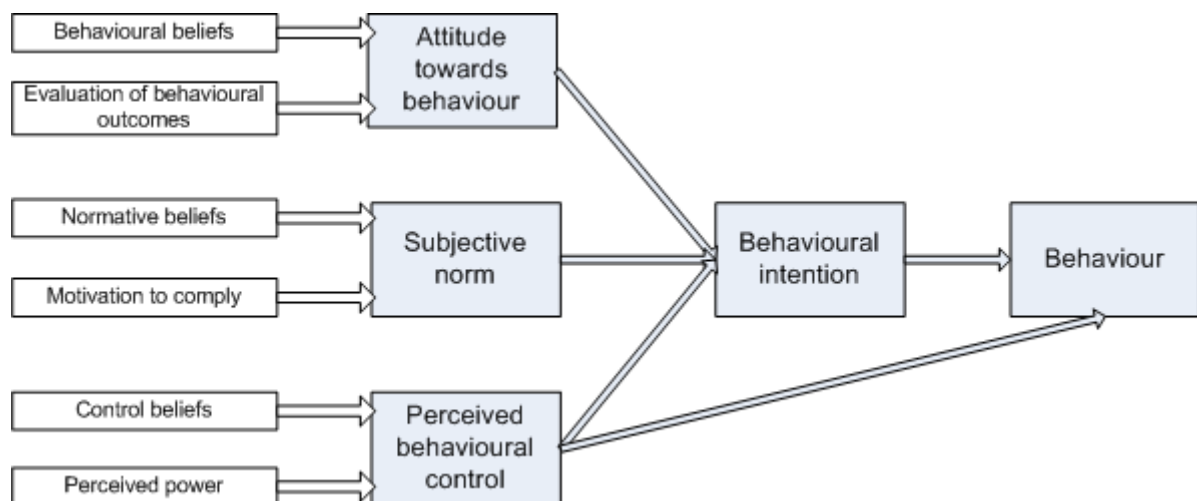 Behavioural beliefs
Evaluation of behavioural
outcomes
Attitude
towards
behaviour
Normative beliefs
Motivation to comply
Subjective
norm
Behavioural
intention
Behaviour
Control beliefs
Perceived power
Perceived
behavioural
control